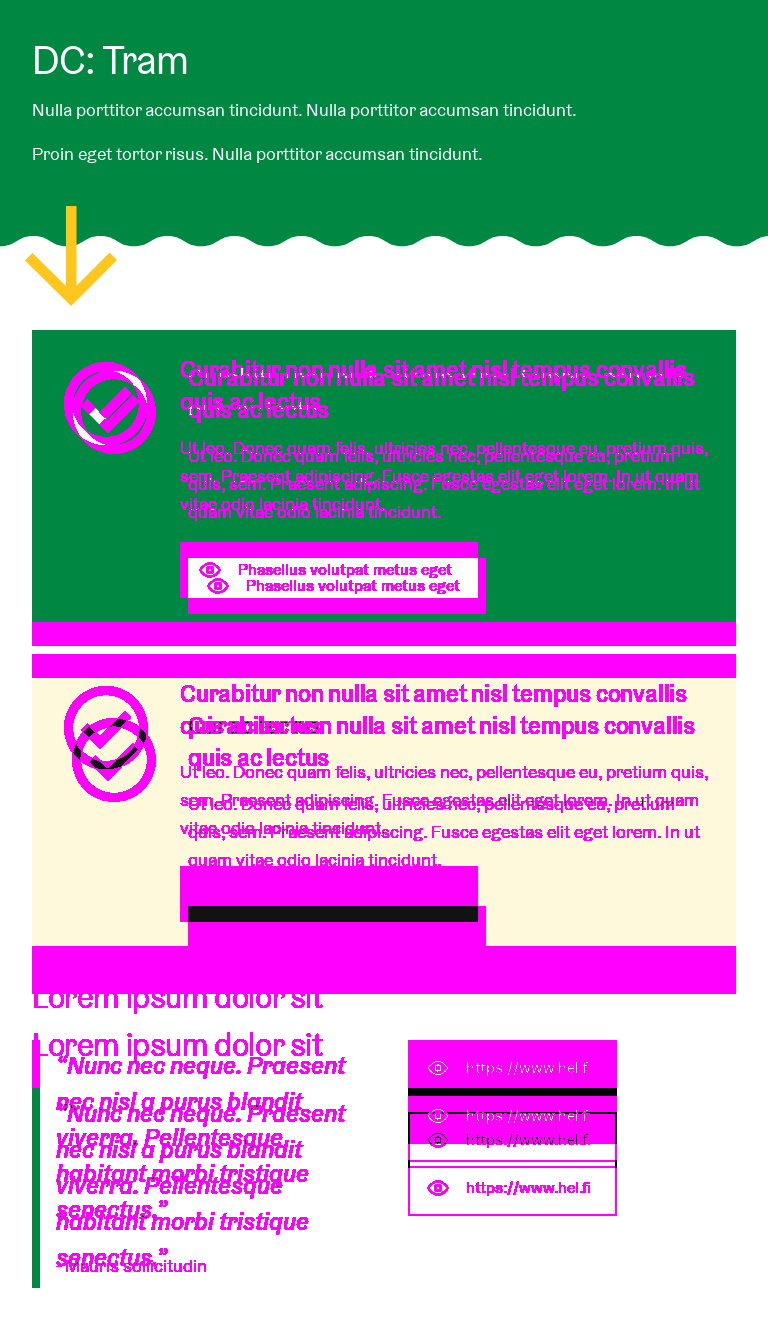 DC: Tram
Nulla porttitor accumsan tincidunt. Nulla porttitor accumsan tincidunt.
Proin eget tortor risus. Nulla porttitor accumsan tincidunt.
Curabitur non nulla sit amet nisl tempus convallis
Curabitur non nulla sit amet nisl tempus convallis
quis ac lectus
quis ac lectus
Ut leo. Donec quam felis, ultricies nec, pellentesque eu, pretium quis,
Ut leo. Donec quam felis, ultricies nec, pellentesque eu, pretium
sem. Praesent adipiscing. Fusce egestas elit eget lorem. In ut quam
quis, sem. Praesent adipiscing. Fusce egestas elit eget lorem. In ut
vitae odio lacinia tincidunt.
quam vitae odio lacinia tincidunt.
Phasellus volutpat metus eget
Phasellus volutpat metus eget
Curabitur non nulla sit amet nisl tempus convallis
quis ac lectus
Curabitur non nulla sit amet nisl tempus convallis
quis ac lectus
Ut leo. Donec quam felis, ultricies nec, pellentesque eu, pretium quis,
sem. Praesent adipiscing. Fusce egestas elit eget lorem. In ut quam
Ut leo. Donec quam felis, ultricies nec, pellentesque eu, pretium
vitae odio lacinia tincidunt.
quis, sem. Praesent adipiscing. Fusce egestas elit eget lorem. In ut
quam vitae odio lacinia tincidunt.
Lorem ipsum dolor sit
Lorem ipsum dolor sit
“Nunc nec neque. Praesent
nec nisl a purus blandit
“Nunc nec neque. Praesent
viverra. Pellentesque
nec nisl a purus blandit
habitant morbi tristique
viverra. Pellentesque
senectus.”
habitant morbi tristique
senectus.”
Mauris sollicitudin
https://www.hel.fi
https://www.hel.fi
https://www.hel.fi
https://www.hel.fi